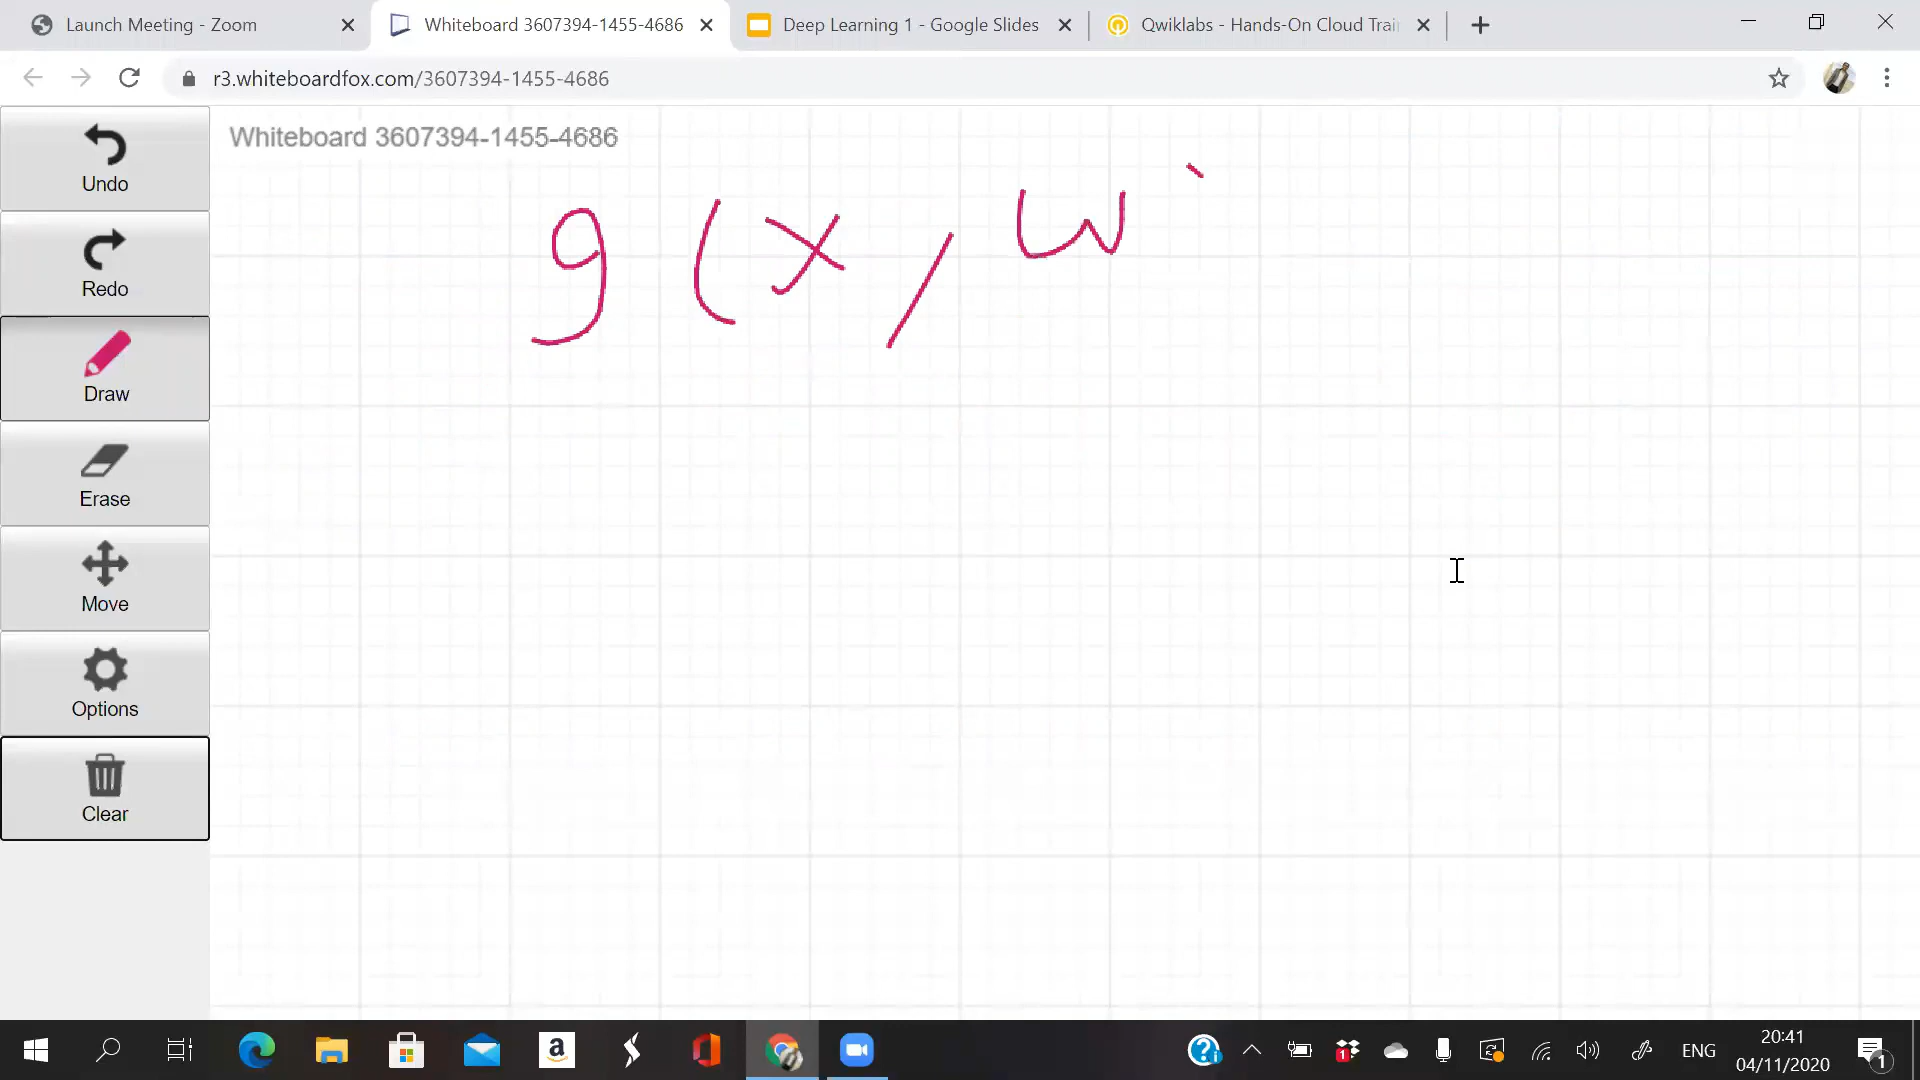 Launch Meeting - Zoom
Whiteboard 3607394-1455-4686
Deep Learning 1 - Google Slides
Qwiklabs - Hands-On Cloud Trai
r3.whiteboardfox.com/3607394-1455-4686
Whiteboard 3607394-1455-4686
g(x, w
Undo
Redo
Draw
Erase
Move
Options
Clear
a
1
ENG
20:41
04/11/2020
1